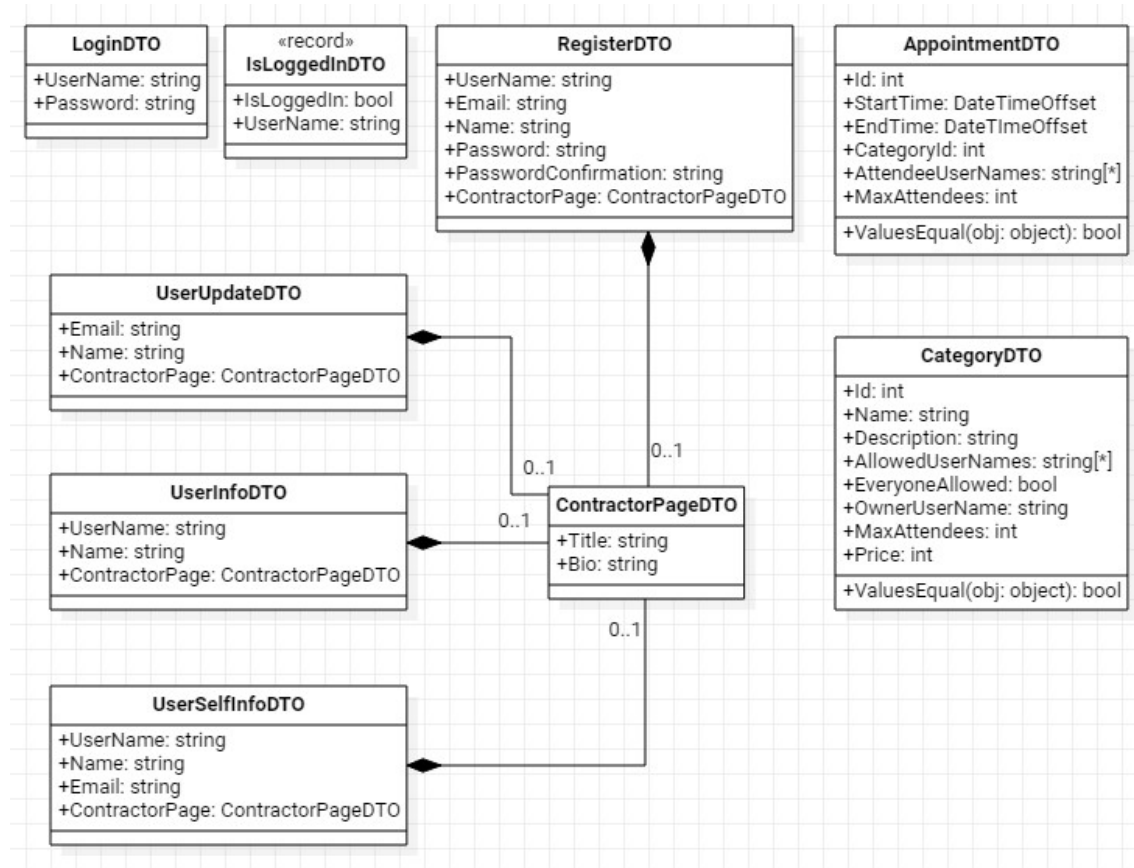 LoginDTO
+UserName: string
+Password: string
«record»
IsLoggedInDTO
+IsLoggedIn: bool
+UserName: string
RegisterDTO
+UserName: string
+Email: string
+Name: string
+Password: string
+PasswordConfirmation: string
+ContractorPage: ContractorPageDTO
AppointmentDTO
+Id: int
+StartTime: DateTimeOffset
+EndTime: DateTImeOffset
+CategoryId: int
+AttendeeUserNames: string[*]
+MaxAttendees: int
+ValuesEqual(obj: object): bool
UserUpdateDTO
+Email: string
+Name: string
+ContractorPage: ContractorPageDTO
CategoryDTO
+Id: int
+Name: string
+Description: string
+AllowedUserNames: string[*]
+EveryoneAllowed: bool
+OwnerUserName: string
+MaxAttendees: int
+Price: int
+ValuesEqual(obj: object): bool
0..1
0..1
UserInfoDTO
+UserName: string
+Name: string
+ContractorPage: ContractorPageDTO
0..1
ContractorPageDTO
+Title: string
+Bio: string
0..1
UserSelfInfoDTO
+UserName: string
+Name: string
+Email: string
+ContractorPage: ContractorPageDTO